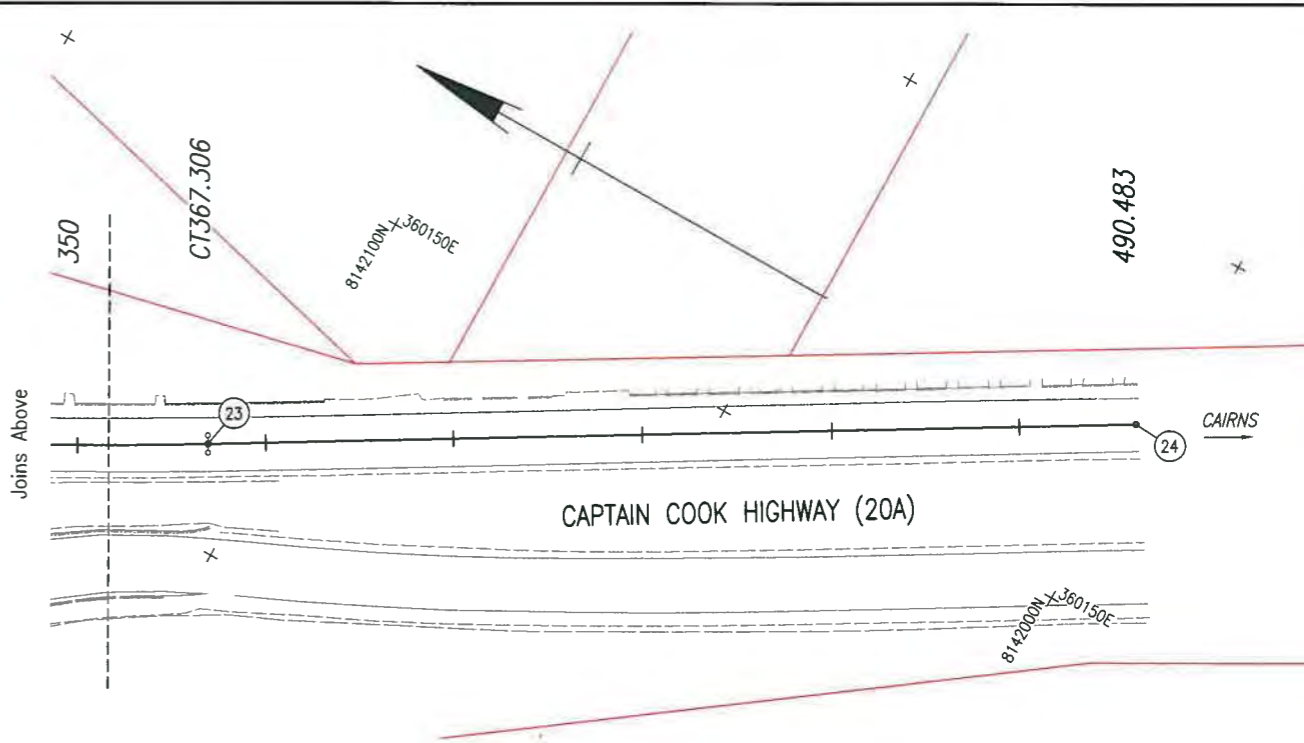 350
CT367.306
8142100N
360150E
490.483
Joins Above
23
24
CAIRNS
CAPTAIN COOK HIGHWAY (20A)
8142000N
360150E